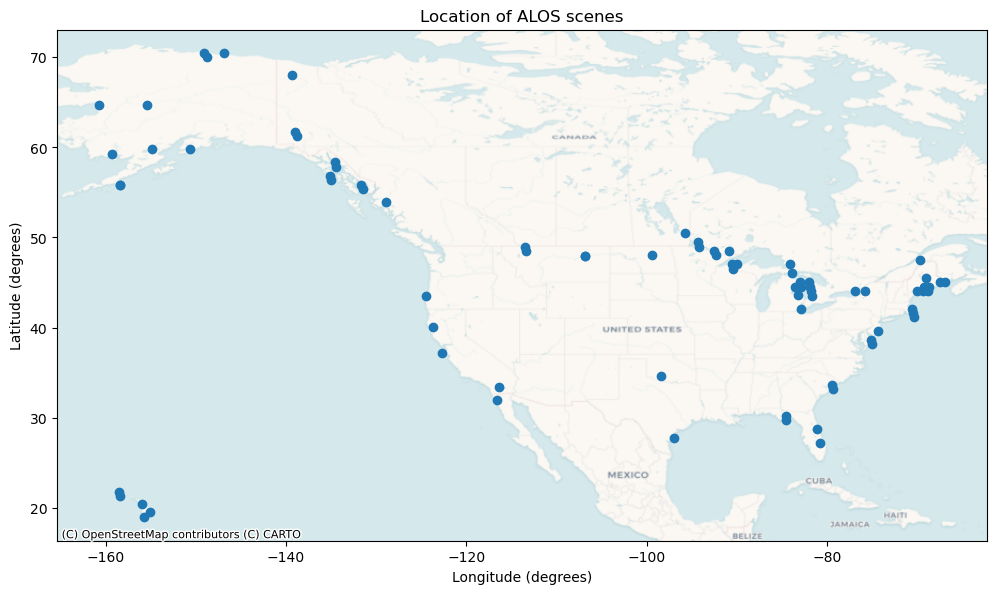 Location of ALOS scenes
70
60
50
40
30
20
Latitude (degrees)
CANADA
UNITED STATES
MEXICO
CUBA
HAITI
JAMAICA
BELIZE
(C) OpenStreetMap contributors (C) CARTO
−160
−140
−120
−100
−80
Longitude (degrees)